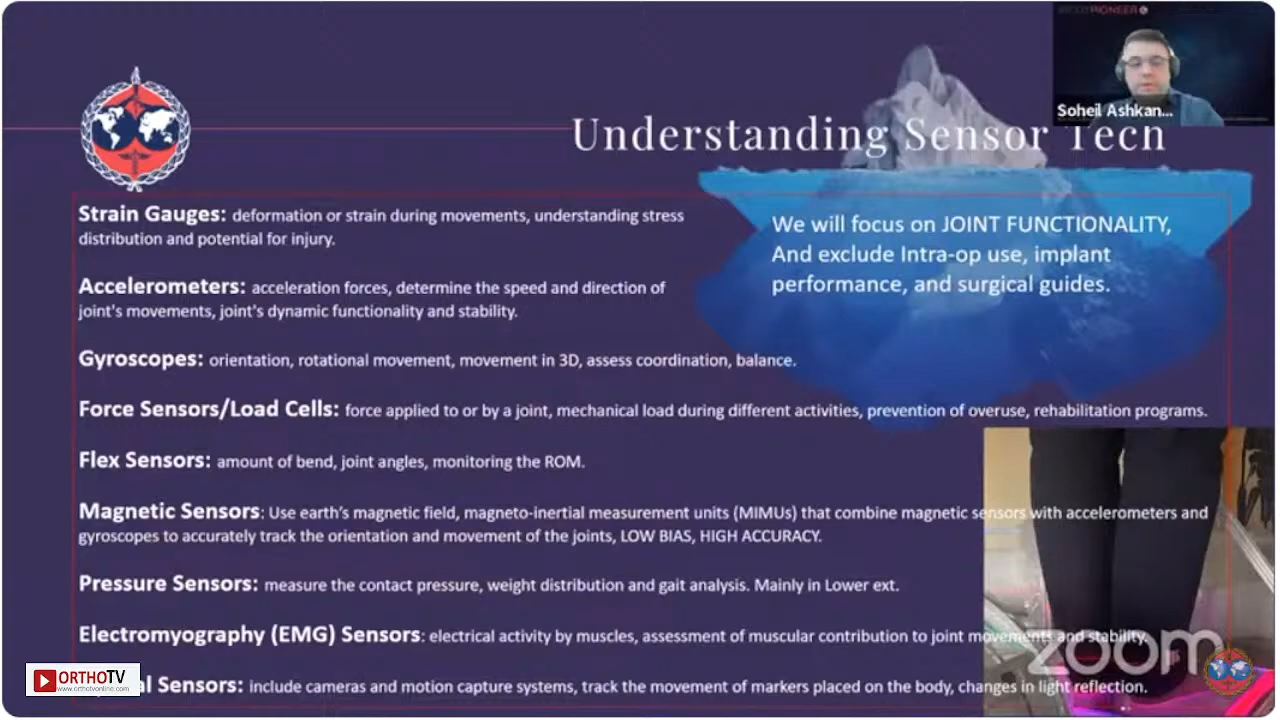 PIONEER
Soheil Ashkan...
Understanding Sensor Tech
Strain Gauges: deformation or strain during movements, understanding stress
distribution and potential for injury.
We will focus on JOINT FUNCTIONALITY,
And exclude Intra-op use, implant
performance, and surgical guides.
Accelerometers: acceleration forces, determine the speed and direction of
joint's movements, joint's dynamic functionality and stability.
Gyroscopes: orientation, rotational movement, movement in 3D, assess coordination, balance.
Force Sensors/Load Cells: force applied to or by a joint, mechanical load during different activities, prevention of overuse, rehabilitation programs.
Flex Sensors: amount of bend, joint angles, monitoring the ROM.
Magnetic Sensors: Use earth's magnetic field, magneto-inertial measurement units (MIMUs) that combine magnetic sensors with accelerometers and
gyroscopes to accurately track the orientation and movement of the joints, LOW BIAS, HIGH ACCURACY.
Pressure Sensors: measure the contact pressure, weight distribution and gait analysis. Mainly in Lower ext.
Electromyography (EMG) Sensors: electrical activity by muscles, assessment of muscular contribution to joint movements and stability.
zoom
ORTHOTV
www.orthotvonline.com
Sensors: include cameras and motion capture systems, track the movement of markers placed on the body, changes in light reflection.